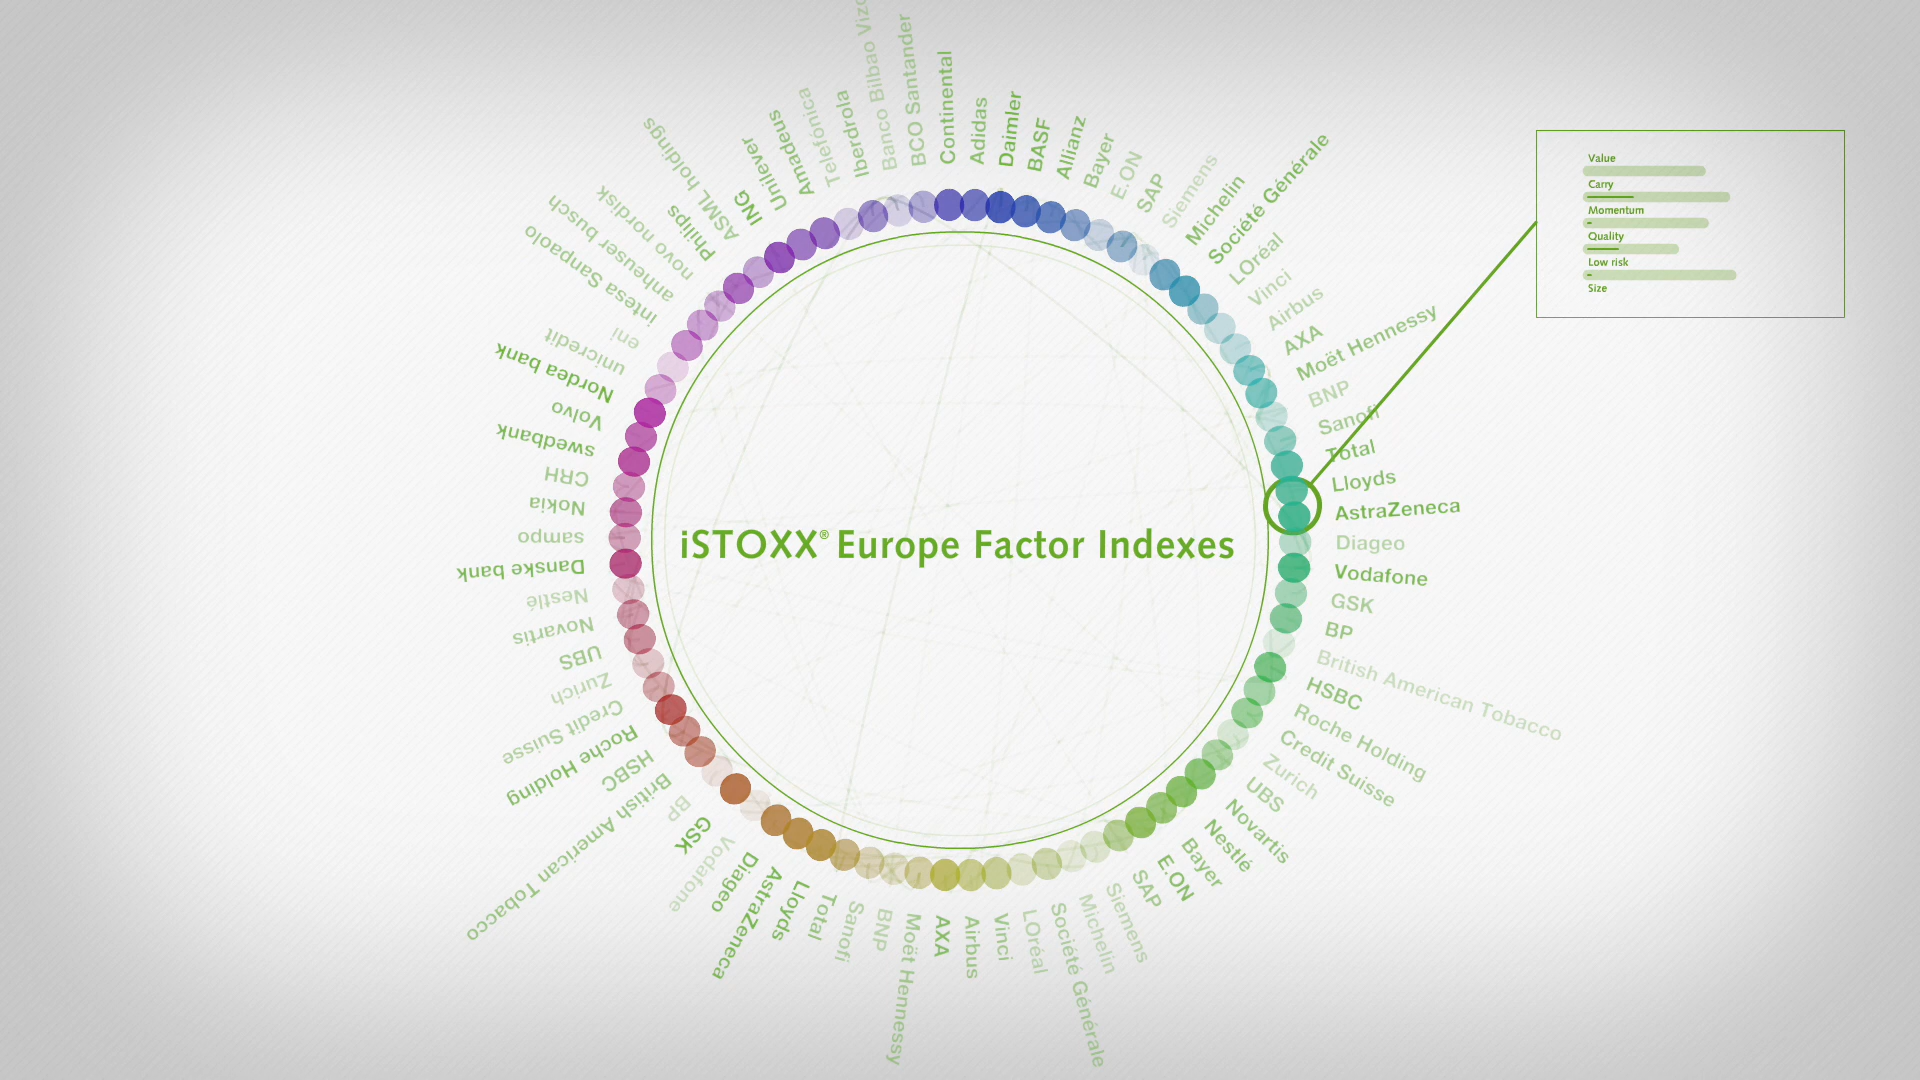 iSTOXX® Europe Factor Indexes
Continental
Adidas
Daimler
BASF
Allianz
Bayer
E.ON
SAP
Siemens
Michelin
Société Générale
LOréal
Vinci
Airbus
AXA
Moët Hennessy
BNP
Sanofi
Total
Lloyds
AstraZeneca
Diageo
Vodafone
GSK
BP
British American Tobacco
HSBC
Roche Holding
Credit Suisse
Zurich
UBS
Novartis
Nestlé
Bayer
E.ON
SAP
Siemens
Michelin
Société Générale
LOréal
Vinci
Airbus
AXA
Moët Hennessy
BNP
Sanofi
Total
Lloyds
AstraZeneca
Diageo
Vodafone
GSK
BP
British American Tobacco
HSBC
Roche Holding
Credit Suisse
Zurich
UBS
Novartis
Nestlé
Danske bank
sampo
Nokia
CRH
swedbank
Volvo
Nordea bank
unicredit
eni
intesa Sanpaolo
anheuser busch
novo nordisk
Philips
ASML holdings
ING
Unilever
Amadeus
Telefónica
Iberdrola
Banco Bilbao
BCO Santander
Value
Carry
Momentum
Quality
Low risk
Size